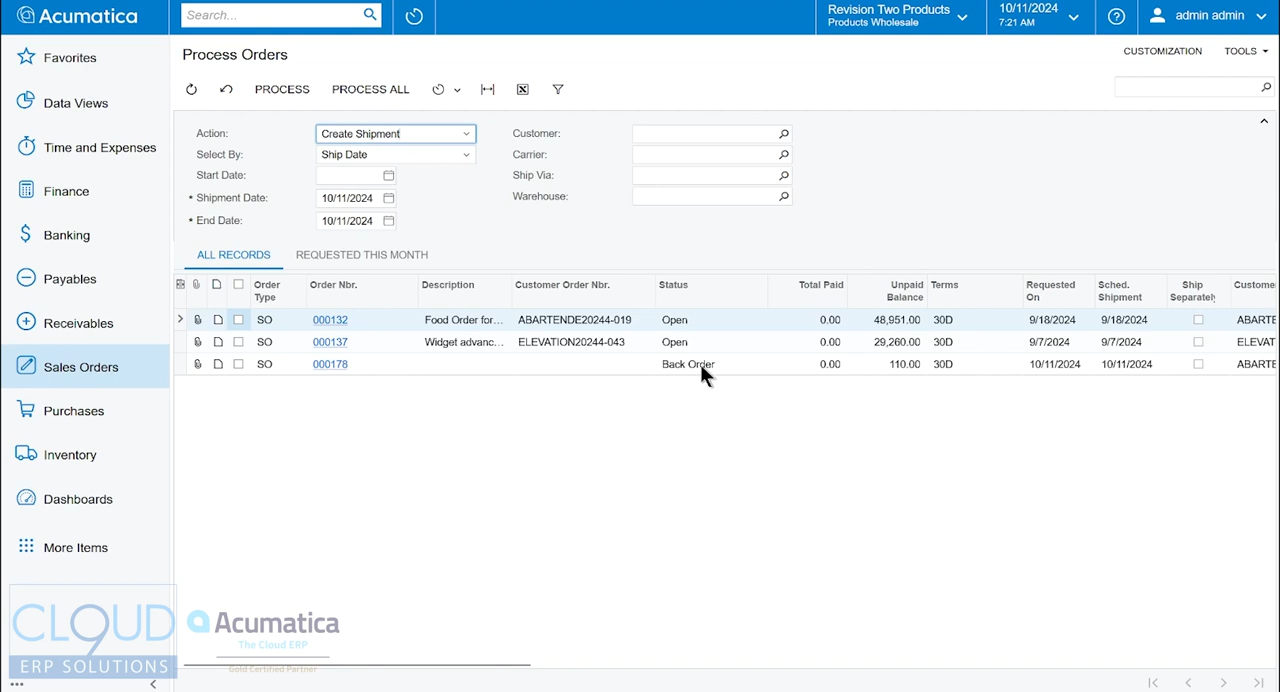 Acumatica
Search...
Revision Two Products
Products Wholesale
10/11/2024
7:21 AM
admin admin
Favorites
Data Views
Time and Expenses
Finance
Banking
Payables
Receivables
Sales Orders
Purchases
Inventory
Dashboards
More Items
Process Orders
CUSTOMIZATION TOOLS
PROCESS PROCESS ALL
Action: Create Shipment Customer:
Select By: Ship Date Carrier:
Start Date: Ship Via:
* Shipment Date: 10/11/2024 Warehouse:
* End Date: 10/11/2024
ALL RECORDS REQUESTED THIS MONTH
Order Type Order Nbr. Description Customer Order Nbr. Status Total Paid Unpaid Balance Terms Requested On Sched. Shipment Ship Separately Custome
SO 000132 Food Order for... ABARTENDE20244-019 Open 0.00 48,951.00 30D 9/18/2024 9/18/2024 ABARTE
SO 000137 Widget advanc... ELEVATION20244-043 Open 0.00 29,260.00 30D 9/7/2024 9/7/2024 ELEVAT
SO 000178 Back Order 0.00 110.00 30D 10/11/2024 10/11/2024 ABARTE
CLOUD 9
ERP SOLUTIONS
Acumatica
The Cloud ERP
Gold Certified Partner